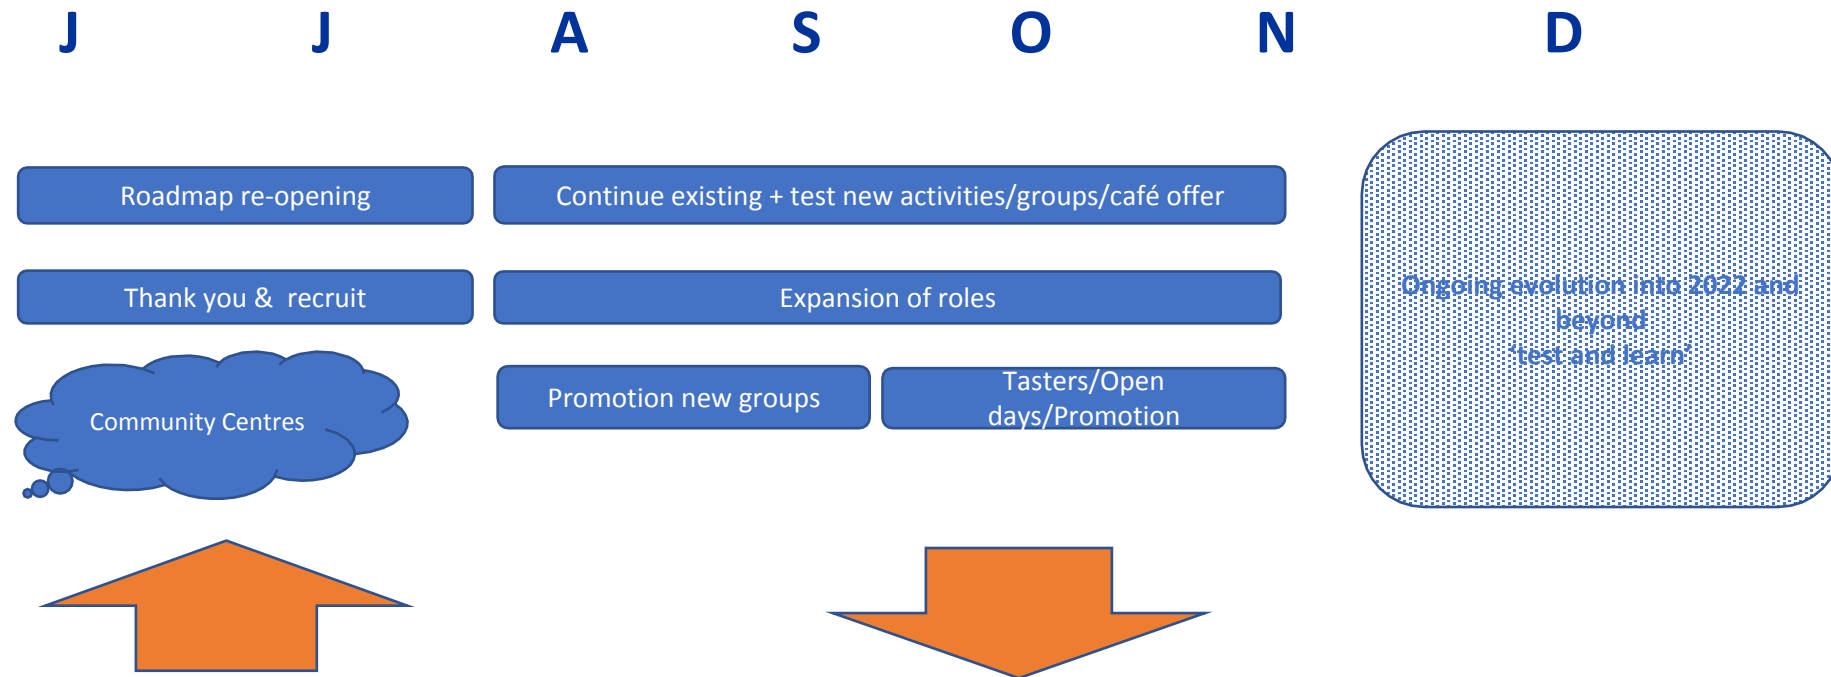 J J A S O N D
Roadmap re-opening
Continue existing + test new activities/groups/café offer
Thank you & recruit
Expansion of roles
Ongoing evolution into 2022 and
beyond
‘test and learn’
Community Centres
Promotion new groups
Tasters/Open
days/Promotion